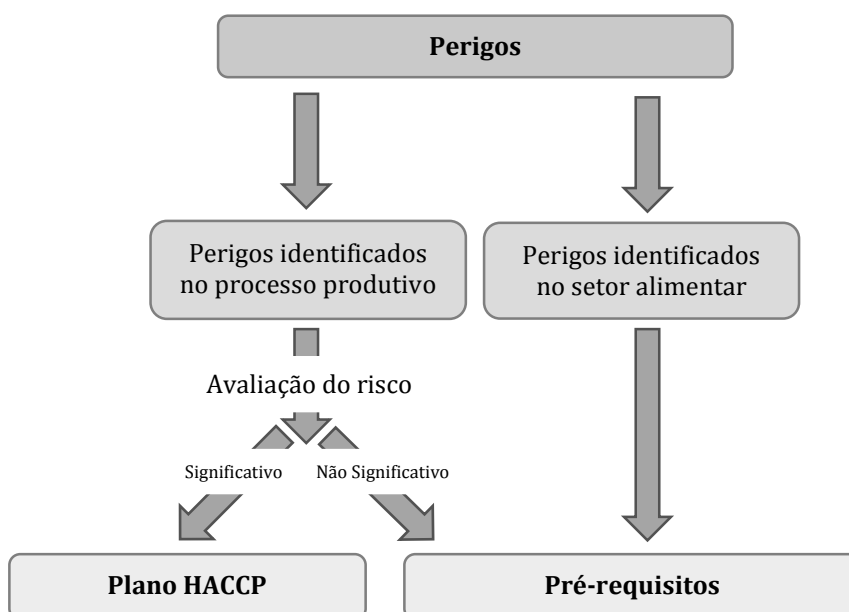 Perigos
Perigos identificados
no processo produtivo
Perigos identificados
no setor alimentar
Avaliação do risco
Significativo
Não Significativo
Plano HACCP
Pré-requisitos